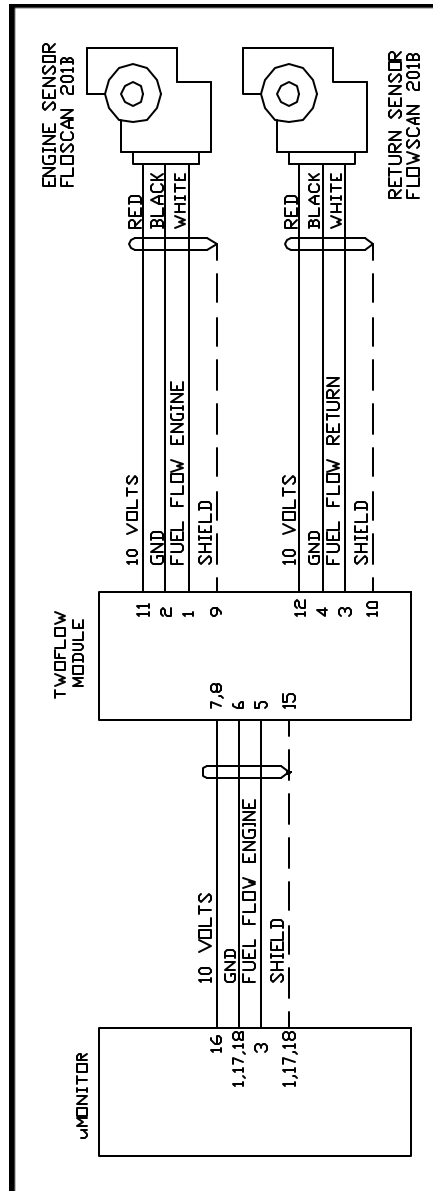 uMONITOR
16
1,17,18
3
1,17,18
10 VOLTS
GND
FUEL FLOW ENGINE
SHIELD
TWOFLOW
MODULE
7,8
6
5
15
11
2
1
9
12
4
3
10
10 VOLTS
GND
FUEL FLOW ENGINE
SHIELD
10 VOLTS
GND
FUEL FLOW RETURN
SHIELD
ENGINE SENSOR
FLOSCAN 201B
RED
BLACK
WHITE
RED
BLACK
WHITE
RETURN SENSOR
FLOWSCAN 201B